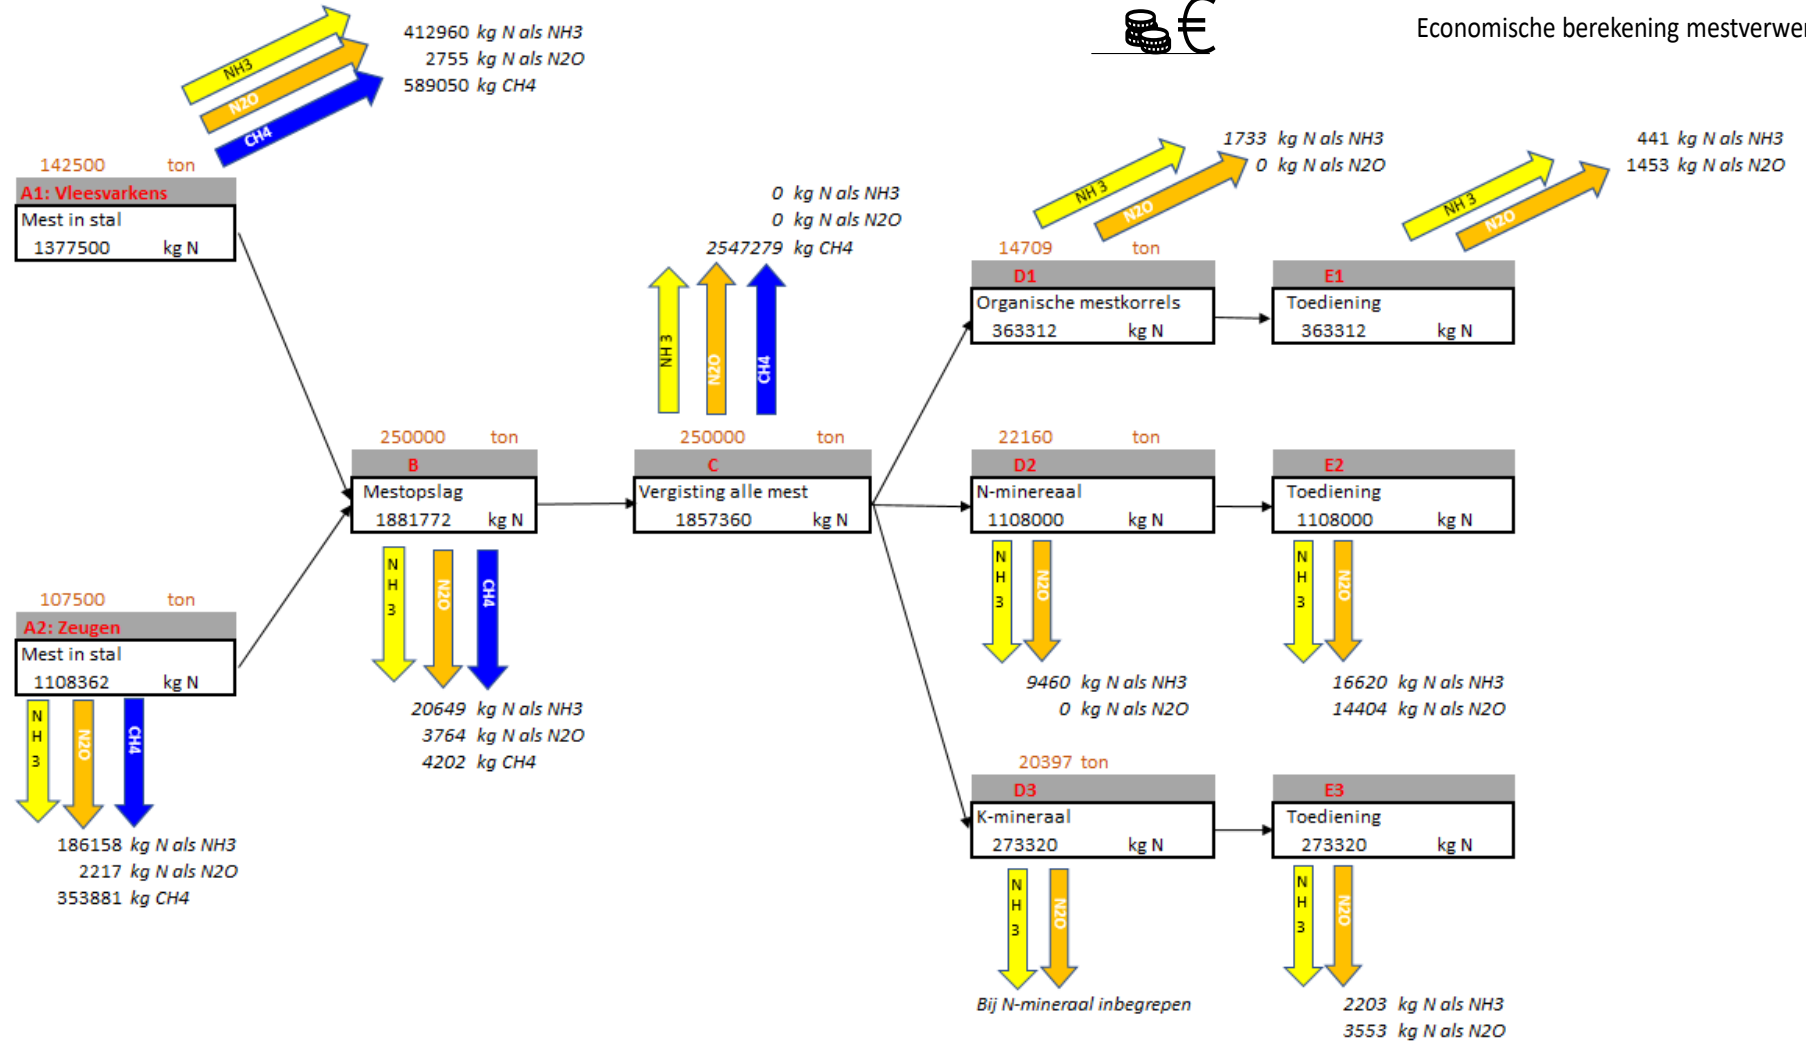 Economische berekening mestverwe
412960 kg N als NH3
2755 kg N als N2O
589050 kg CH4
NH3
N2O
CH4
142500 ton
A1: Vleesvarkens
Mest in stal
1377500 kg N
107500 ton
A2: Zeugen
Mest in stal
1108362 kg N
N
H
3
N2O
CH4
186158 kg N als NH3
2217 kg N als N2O
353881 kg CH4
250000 ton
B
Mestopslag
1881772 kg N
N
H
3
N2O
CH4
20649 kg N als NH3
3764 kg N als N2O
4202 kg CH4
0 kg N als NH3
0 kg N als N2O
2547279 kg CH4
NH 3
N2O
CH4
250000 ton
C
Vergisting alle mest
1857360 kg N
1733 kg N als NH3
0 kg N als N2O
NH 3
N2O
14709 ton
D1
Organische mestkorrels
363312 kg N
441 kg N als NH3
1453 kg N als N2O
NH 3
N2O
E1
Toediening
363312 kg N
22160 ton
D2
N-minereaal
1108000 kg N
N
H
3
N2O
9460 kg N als NH3
0 kg N als N2O
E2
Toediening
1108000 kg N
N
H
3
N2O
16620 kg N als NH3
14404 kg N als N2O
20397 ton
D3
K-mineraal
273320 kg N
N
H
3
N2O
Bij N-mineraal inbegrepen
E3
Toediening
273320 kg N
N
H
3
N2O
2203 kg N als NH3
3553 kg N als N2O